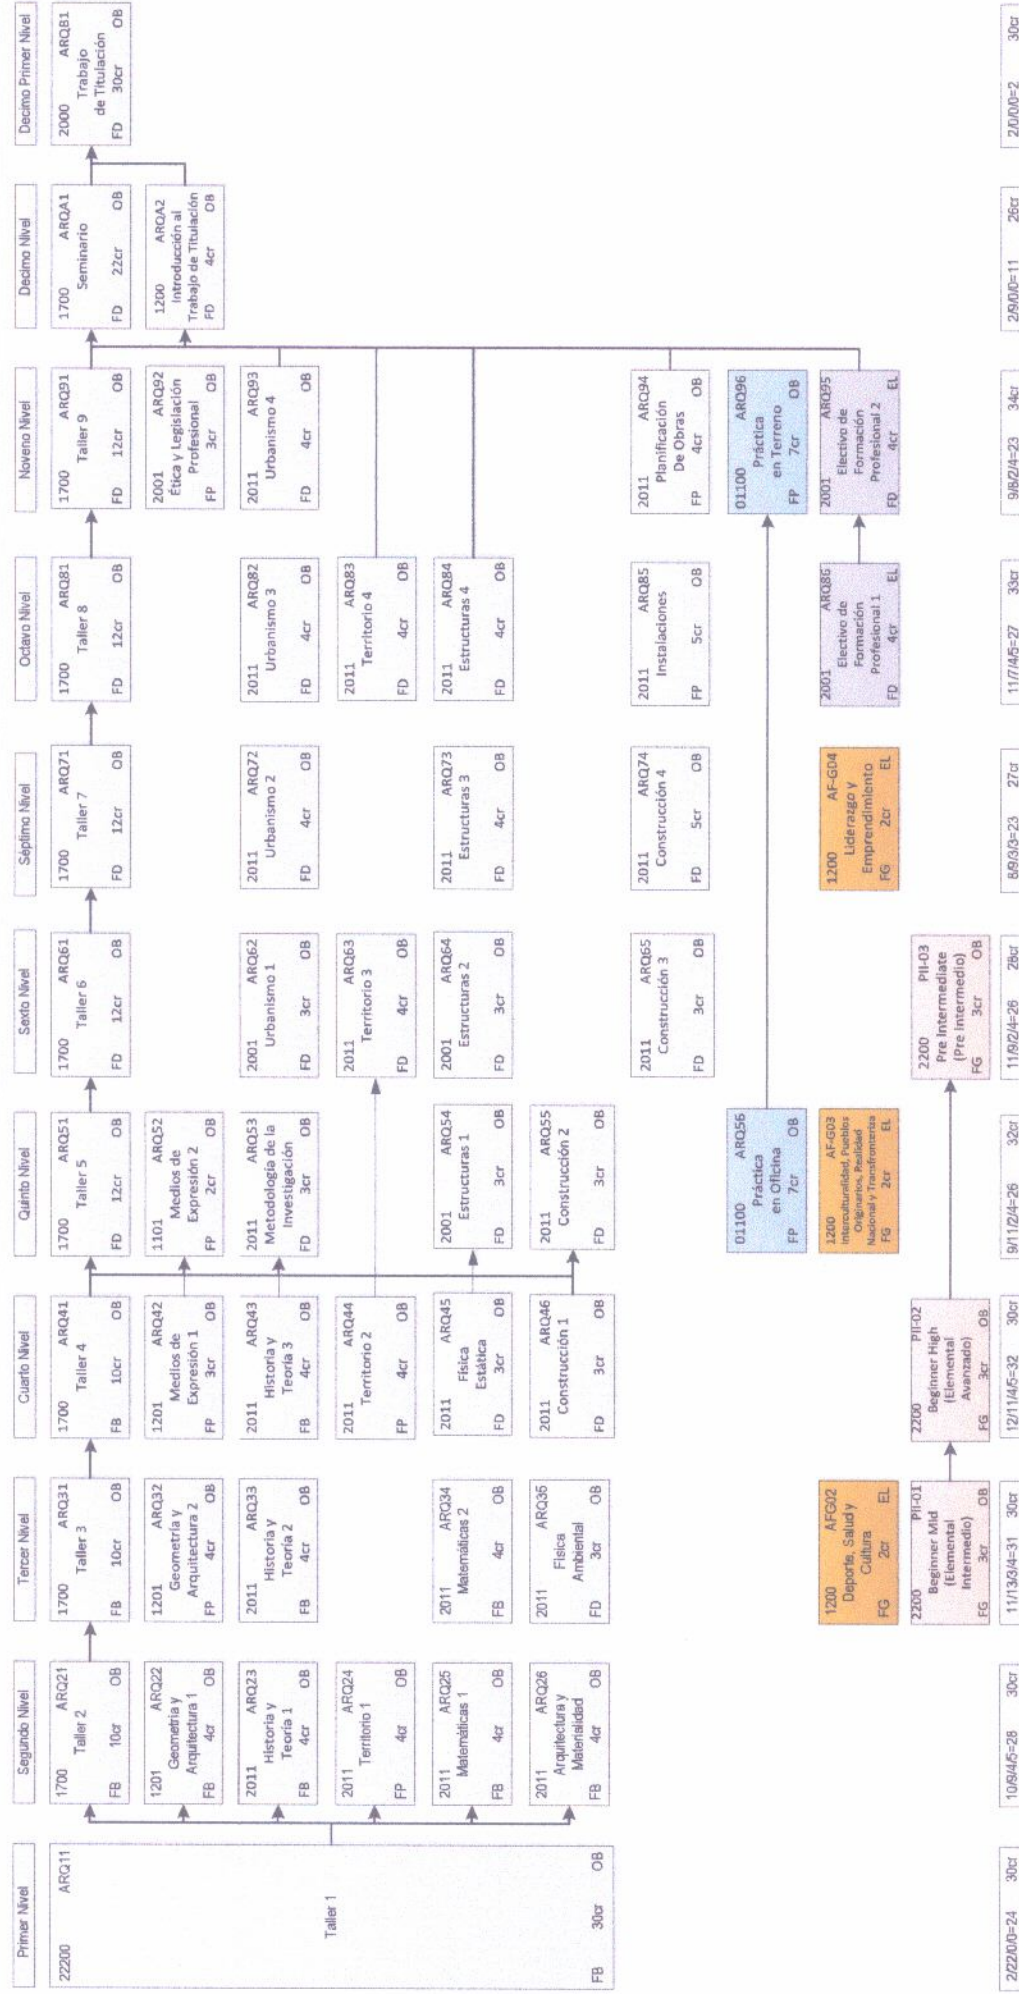 Primer Nivel
22200 ARQ11
Taller 1
FB 30cr OB
2/22/0/0=24 30cr
Segundo Nivel
1700 ARQ21
Taller 2
FB 10cr OB
1201 ARQ22
Geometría y
Arquitectura 1
FB 4cr OB
2011 ARQ23
Historia y
Teoría 1
FB 4cr OB
2011 ARQ24
Territorio 1
FP 4cr OB
2011 ARQ25
Matemáticas 1
FB 4cr OB
2011 ARQ26
Arquitectura y
Materialidad
FB 4cr OB
10/9/4/5=28 30cr
Tercer Nivel
1700 ARQ31
Taller 3
FB 10cr OB
1201 ARQ32
Geometría y
Arquitectura 2
FP 4cr OB
2011 ARQ33
Historia y
Teoría 2
FB 4cr OB
2011 ARQ34
Matemáticas 2
FB 4cr OB
2011 ARQ35
Física
Ambiental
FD 3cr OB
1200 AFG02
Deporte, Salud y
Cultura
FG 2cr EL
2200 PII-01
Beginner Mid
(Elemental
Intermedio)
FG 3cr OB
11/13/3/4=31 30cr
Cuarto Nivel
1700 ARQ41
Taller 4
FB 10cr OB
1201 ARQ42
Medios de
Expresión 1
FP 3cr OB
2011 ARQ43
Historia y
Teoría 3
FB 4cr OB
2011 ARQ44
Territorio 2
FP 4cr OB
2011 ARQ45
Física
Estática
FD 3cr OB
2011 ARQ46
Construcción 1
FD 3cr OB
2200 PII-02
Beginner High
(Elemental
Avanzado)
FG 3cr OB
12/11/4/5=32 30cr
Quinto Nivel
1700 ARQ51
Taller 5
FD 12cr OB
1101 ARQ52
Medios de
Expresión 2
FP 2cr OB
2011 ARQ53
Metodología de la
Investigación
FD 3cr OB
2001 ARQ54
Estructuras 1
FD 3cr OB
2011 ARQ55
Construcción 2
FD 3cr OB
01100 ARQ56
Práctica
en Oficina
FP 7cr OB
1200 AF-G03
Interculturalidad, Pueblos
Originarios, Realidad
Nacional y Transfronteriza
FG 2cr EL
9/11/2/4=26 32cr
Sexto Nivel
1700 ARQ61
Taller 6
FD 12cr OB
2001 ARQ62
Urbanismo 1
FD 3cr OB
2011 ARQ63
Territorio 3
FD 4cr OB
2001 ARQ64
Estructuras 2
FD 3cr OB
2011 ARQ65
Construcción 3
FD 3cr OB
2200 PII-03
Pre Intermediate
(Pre Intermedio)
FG 3cr OB
11/9/2/4=26 28cr
Séptimo Nivel
1700 ARQ71
Taller 7
FD 12cr OB
2011 ARQ72
Urbanismo 2
FD 4cr OB
2011 ARQ73
Estructuras 3
FD 4cr OB
2011 ARQ74
Construcción 4
FD 5cr OB
1200 AF-G04
Liderazgo y
Emprendimiento
FG 2cr EL
8/9/3/3=23 27cr
Octavo Nivel
1700 ARQ81
Taller 8
FD 12cr OB
2011 ARQ82
Urbanismo 3
FD 4cr OB
2011 ARQ83
Territorio 4
FD 4cr OB
2011 ARQ84
Estructuras 4
FD 4cr OB
2011 ARQ85
Instalaciones
FP 5cr OB
2001 ARQ86
Electivo de
Formación
Profesional 1
FD 4cr EL
11/7/4/5=27 33cr
Noveno Nivel
1700 ARQ91
Taller 9
FD 12cr OB
2001 ARQ92
Ética y Legislación
Profesional
FP 3cr OB
2011 ARQ93
Urbanismo 4
FD 4cr OB
2011 ARQ94
Planificación
De Obras
FP 4cr OB
01100 ARQ96
Práctica
en Terreno
FP 7cr OB
2001 ARQ95
Electivo de
Formación
Profesional 2
FD 4cr EL
9/8/2/4=23 34cr
Decimo Nivel
1700 ARQA1
Seminario
FD 22cr OB
1200 ARQA2
Introducción al
Trabajo de Titulación
FD 4cr OB
2/9/0/0=11 26cr
Decimo Primer Nivel
2000 ARQB1
Trabajo
de Titulación
FD 30cr OB
2/0/0/0=2 30cr